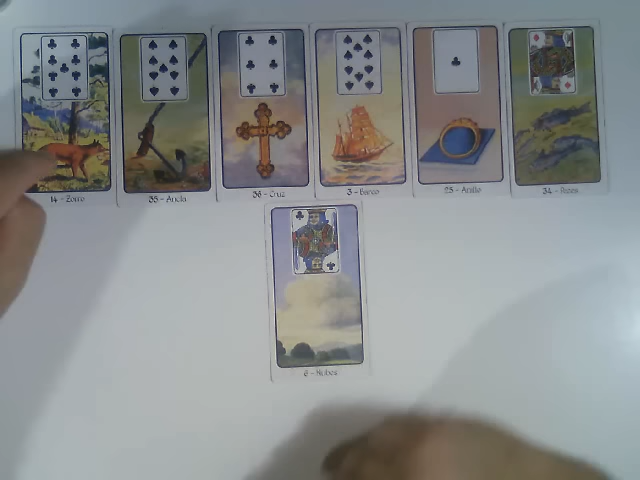 14 - Zorro
35 - Ancla
36 - Cruz
3 - Barco
25 - Anillo
34 - Peces
6 - Nubes